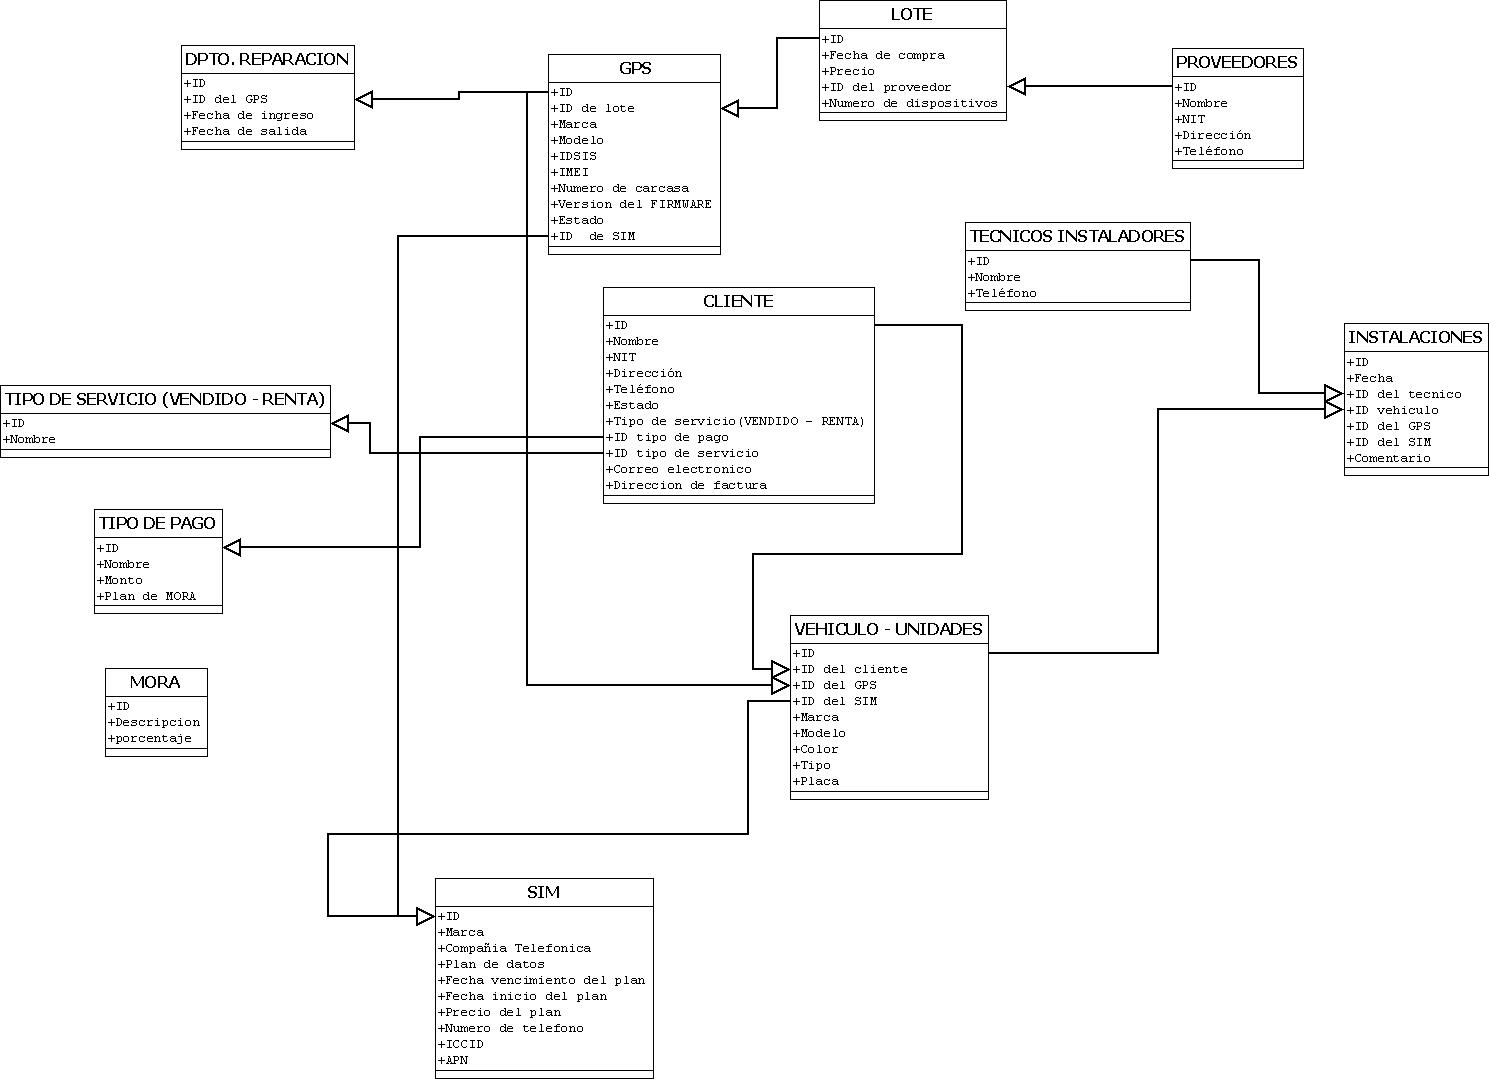 LOTE
+ID
+Fecha de compra
+Precio
+ID del proveedor
+Numero de dispositivos
DPTO. REPARACION
+ID
+ID del GPS
+Fecha de ingreso
+Fecha de salida
GPS
+ID
+ID de lote
+Marca
+Modelo
+IDSIS
+IMEI
+Numero de carcasa
+Version del FIRMWARE
+Estado
+ID  de SIM
PROVEEDORES
+ID
+Nombre
+NIT
+Dirección
+Teléfono
TECNICOS INSTALADORES
+ID
+Nombre
+Teléfono
CLIENTE
+ID
+Nombre
+NIT
+Dirección
+Teléfono
+Estado
+Tipo de servicio(VENDIDO - RENTA)
+ID tipo de pago
+ID tipo de servicio
+Correo electronico
+Direccion de factura
INSTALACIONES
+ID
+Fecha
+ID del tecnico
+ID vehiculo
+ID del GPS
+ID del SIM
+Comentario
TIPO DE SERVICIO (VENDIDO - RENTA)
+ID
+Nombre
TIPO DE PAGO
+ID
+Nombre
+Monto
+Plan de MORA
VEHICULO - UNIDADES
+ID
+ID del cliente
+ID del GPS
+ID del SIM
+Marca
+Modelo
+Color
+Tipo
+Placa
MORA
+ID
+Descripcion
+porcentaje
SIM
+ID
+Marca
+Compañia Telefonica
+Plan de datos
+Fecha vencimiento del plan
+Fecha inicio del plan
+Precio del plan
+Numero de telefono
+ICCID
+APN